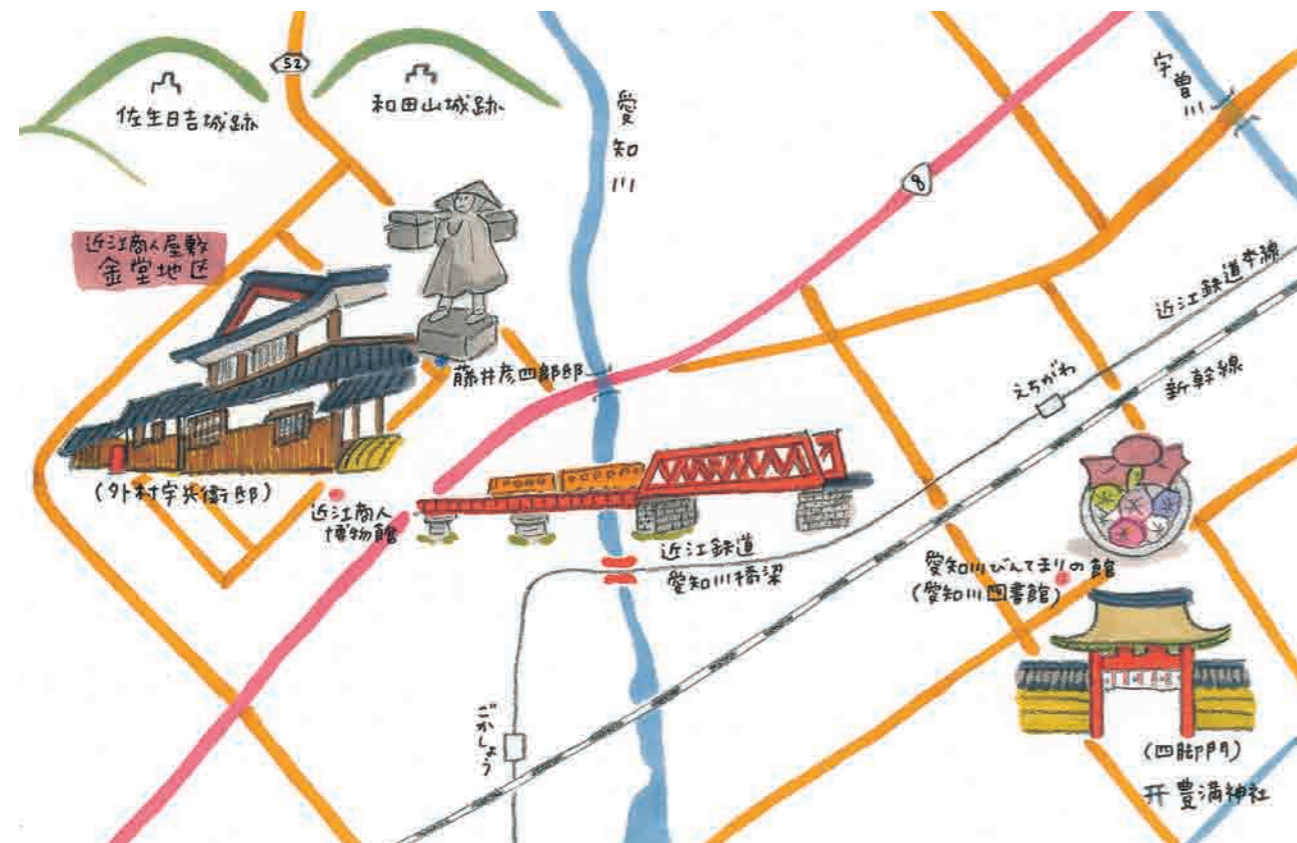 52
佐生日吉城跡
和田山城跡
愛知川
宇曽川
8
近江商人屋敷
金堂地区
藤井彦四郎邸
近江鉄道本線
えちがわ
新幹線
(外村宇兵衛邸)
近江商人
博物館
近江鉄道
愛知川橋梁
愛知川びんてまりの館
(愛知川図書館)
ごかしょう
(四脚門)
豊満神社